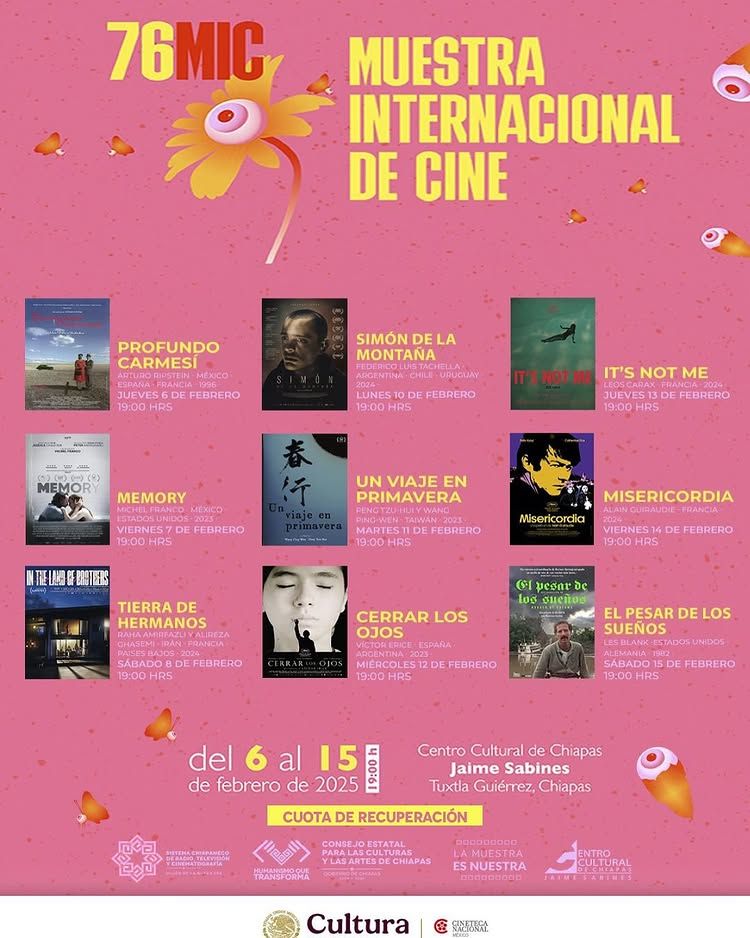 76MIC
MUESTRA
INTERNACIONAL
DE CINE
PROFUNDO
CARMESÍ
ARTURO RIPSTEIN · MÉXICO
ESPAÑA · FRANCIA · 1996
JUEVES 6 DE FEBRERO
19:00 HRS
SIMÓN
SIMÓN DE LA
MONTAÑA
FEDERICO LUIS TACHELLA ·
ARGENTINA · CHILE · URUGUAY
2024
LUNES 10 DE FEBRERO
19:00 HRS
IT'S NOT ME
IT'S NOT ME
LEOS CARAX · FRANCIA · 2024
JUEVES 13 DE FEBRERO
19:00 HRS
MEMORY
MEMORY
MICHEL FRANCO · MÉXICO ·
ESTADOS UNIDOS · 2023
VIERNES 7 DE FEBRERO
19:00 HRS
春
行
Un
viaje en
primavera
UN VIAJE EN
PRIMAVERA
PENG TZU-HUI Y WANG
PING-WEN · TAIWÁN · 2023
MARTES 11 DE FEBRERO
19:00 HRS
Misericordia
MISERICORDIA
ALAIN GUIRAUDIE · FRANCIA ·
2024
VIERNES 14 DE FEBRERO
19:00 HRS
IN THE LAND OF BROTHERS
TIERRA DE
HERMANOS
RAHA AMIRFAZLI Y ALIREZA
GHASEMI · IRÁN · FRANCIA ·
PAISES BAJOS · 2024
SÁBADO 8 DE FEBRERO
19:00 HRS
CERRAR LOS OJOS
CERRAR LOS
OJOS
VÍCTOR ERICE · ESPAÑA
ARGENTINA · 2023 ·
MIÉRCOLES 12 DE FEBRERO
19:00 HRS
El pesar de
los sueños
EL PESAR DE LOS
SUEÑOS
LES BLANK · ESTADOS UNIDOS ·
ALEMANIA · 1982
SÁBADO 15 DE FEBRERO
19:00 HRS
del 6 al 15
de febrero de 2025
19:00 h
Centro Cultural de Chiapas
Jaime Sabines
Tuxtla Guiérrez, Chiapas
CUOTA DE RECUPERACIÓN
SISTEMA CHIAPANECO
DE RADIO, TELEVISIÓN
Y CINEMATOGRAFÍA
HUMANISMO QUE
TRANSFORMA
CONSEJO ESTATAL
PARA LAS CULTURAS
Y LAS ARTES DE CHIAPAS
GOBIERNO DE CHIAPAS
LA MUESTRA
ES NUESTRA
CENTRO
CULTURAL
DE CHIAPAS
JAIME SABINES
Cultura
CINETECA
NACIONAL
MÉXICO